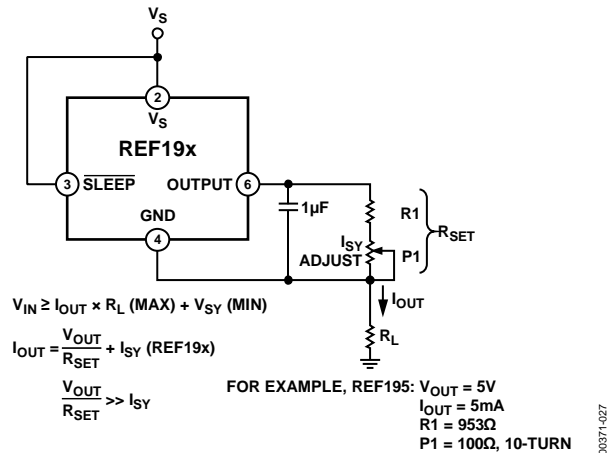 VS
2
VS
REF19x
3 SLEEP OUTPUT 6
GND
4
1µF
R1
ISY
ADJUST
P1
RSET
IOUT
RL
VIN ≥ IOUT × RL (MAX) + VSY (MIN)
IOUT = VOUT / RSET + ISY (REF19x)
VOUT / RSET >> ISY
FOR EXAMPLE, REF195: VOUT = 5V
IOUT = 5mA
R1 = 953Ω
P1 = 100Ω, 10-TURN
00371-027